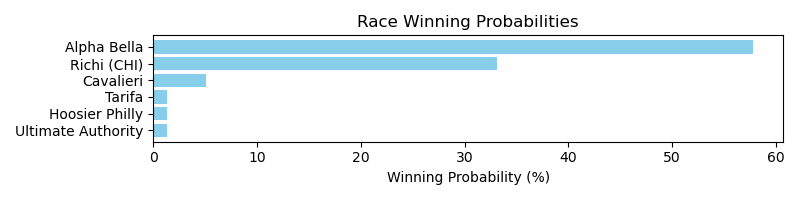 Race Winning Probabilities
Alpha Bella
Richi (CHI)
Cavalieri
Tarifa
Hoosier Philly
Ultimate Authority
0 10 20 30 40 50 60
Winning Probability (%)